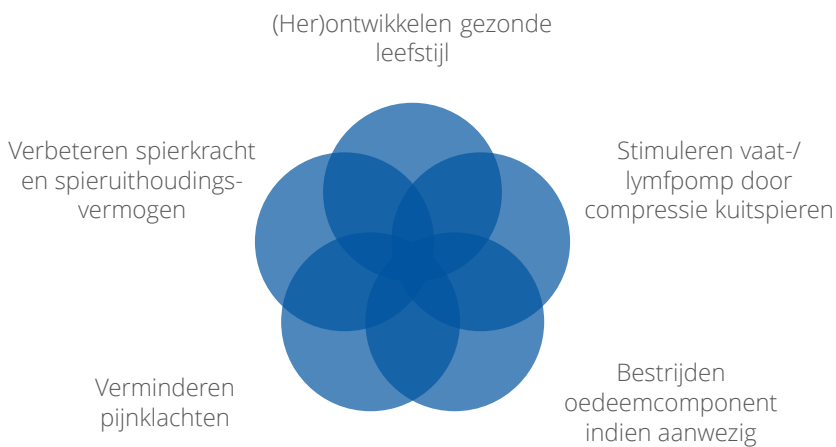 (Her)ontwikkelen gezonde
leefstijl
Verbeteren spierkracht
en spieruithoudings-
vermogen
Stimuleren vaat-/
lymfpomp door
compressie kuitspieren
Verminderen
pijnklachten
Bestrijden
oedeemcomponent
indien aanwezig